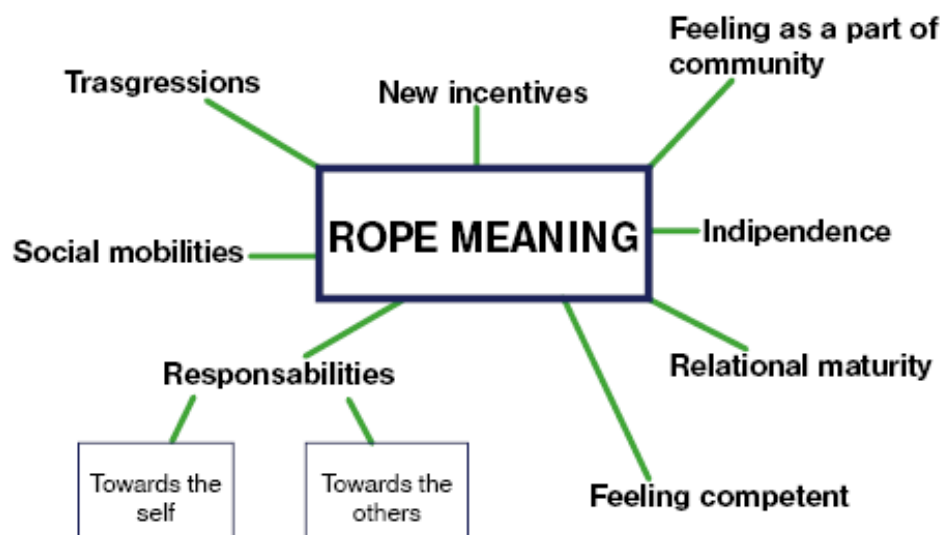 Feeling as a part of
community
Trasgressions
New incentives
ROPE MEANING
Indipendence
Social mobilities
Relational maturity
Responsabilities
Towards the
self
Towards the
others
Feeling competent